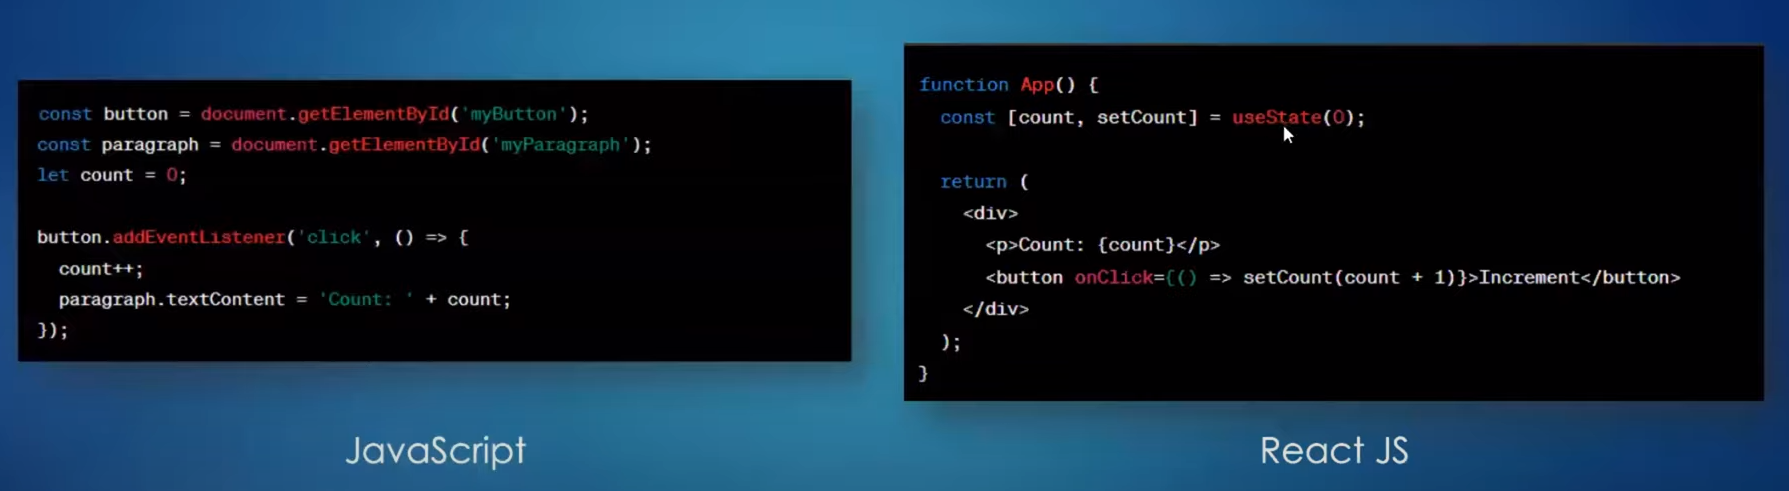 const button = document.getElementById('myButton');
const paragraph = document.getElementById('myParagraph');
let count = 0;
button.addEventListener('click', () => {
  count++;
  paragraph.textContent = 'Count: ' + count;
});
JavaScript
function App() {
  const [count, setCount] = useState(0);
  return (
    <div>
      <p>Count: {count}</p>
      <button onClick={() => setCount(count + 1)}>Increment</button>
    </div>
  );
}
React JS